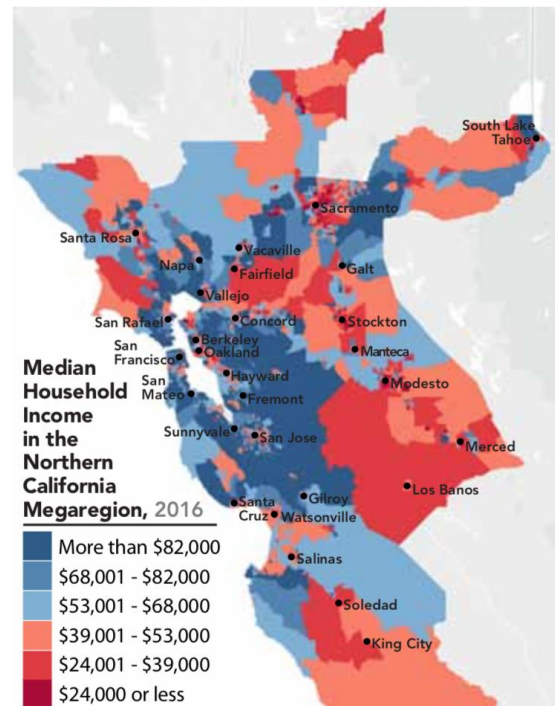 South Lake
Tahoe
Sacramento
Santa Rosa
Vacaville
Napa
Fairfield
Galt
Vallejo
San Rafael
Concord
Stockton
Berkeley
San
Francisco
Oakland
Manteca
Hayward
San
Mateo
Modesto
Fremont
Sunnyvale
San Jose
Merced
Los Banos
Santa
Cruz
Gilroy
Watsonville
Salinas
Soledad
King City
Median
Household
Income
in the
Northern
California
Megaregion, 2016
More than $82,000
$68,001 - $82,000
$53,001 - $68,000
$39,001 - $53,000
$24,001 - $39,000
$24,000 or less